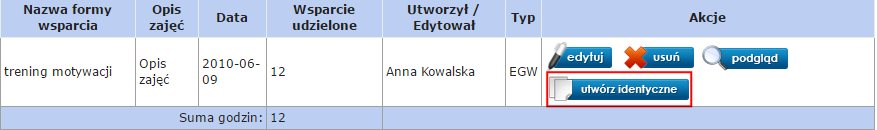 Nazwa formy wsparcia Opis zajęć Data Wsparcie udzielone Utworzył / Edytował Typ Akcje
trening motywacji Opis zajęć 2010-06-09 12 Anna Kowalska EGW edytuj usuń podgląd
utwórz identyczne
Suma godzin: 12